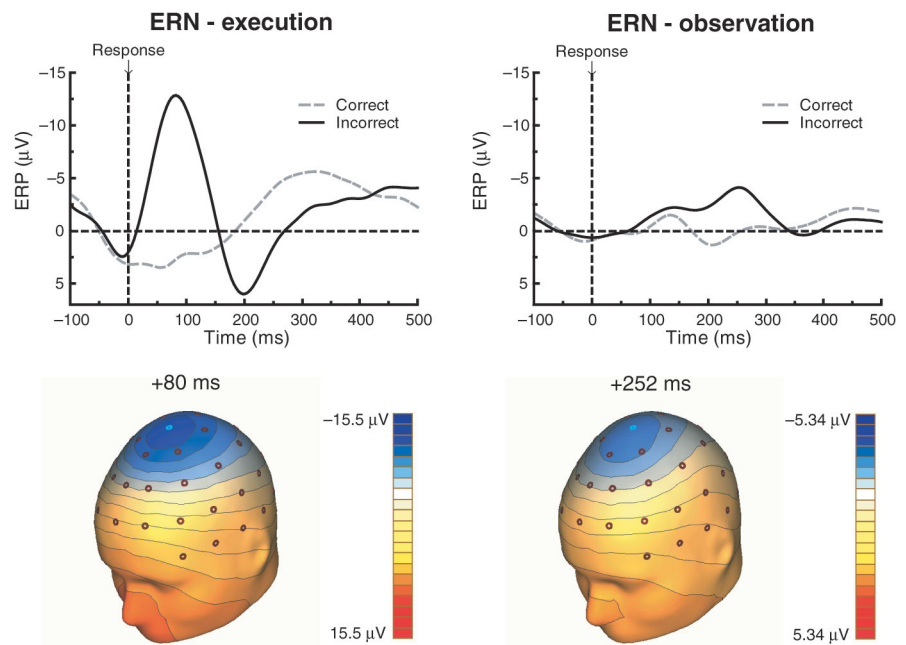 ERN - execution
Response
−15
−10
−5
0
5
ERP (μV)
Correct
Incorrect
−100 0 100 200 300 400 500
Time (ms)
ERN - observation
Response
−15
−10
−5
0
5
ERP (μV)
Correct
Incorrect
−100 0 100 200 300 400 500
Time (ms)
+80 ms
−15.5 μV
15.5 μV
+252 ms
−5.34 μV
5.34 μV